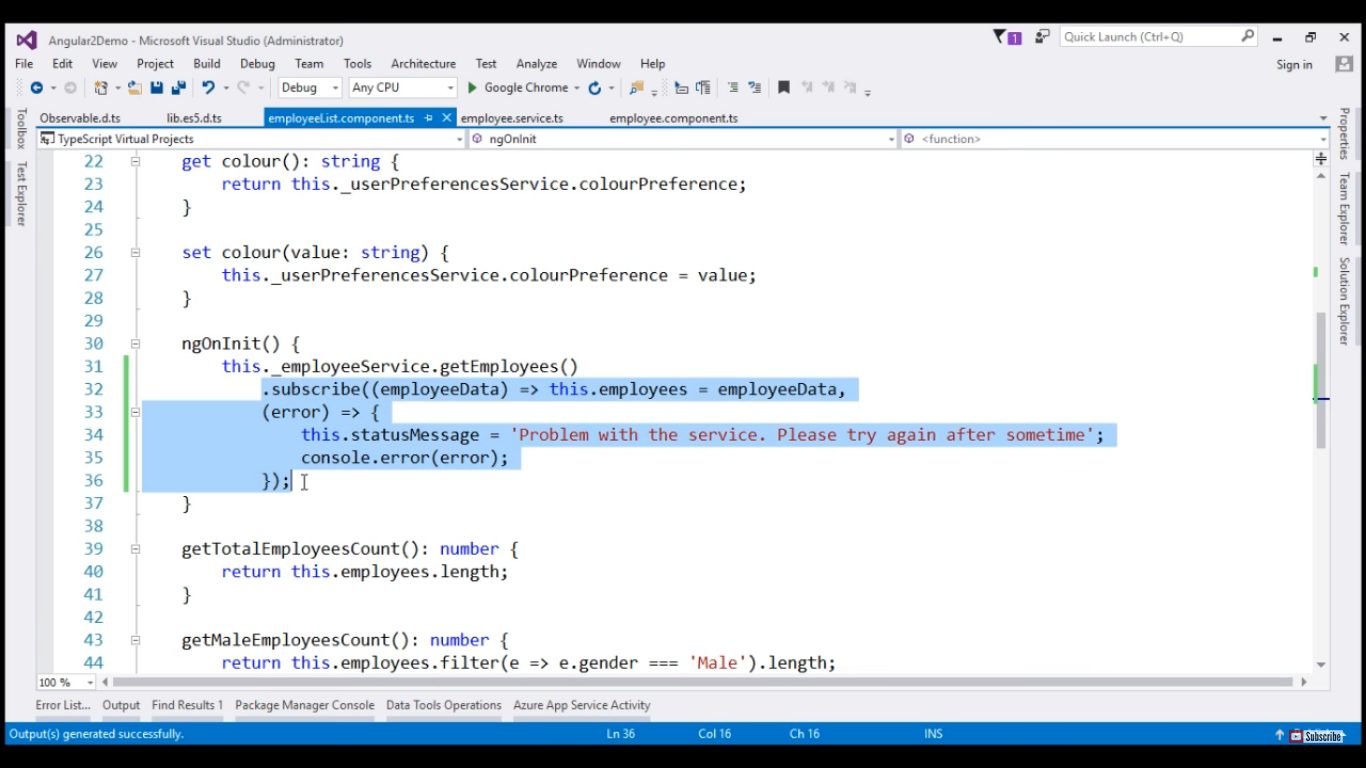 Angular2Demo - Microsoft Visual Studio (Administrator)
1
Quick Launch (Ctrl+Q)
File Edit View Project Build Debug Team Tools Architecture Test Analyze Window Help
Sign in
Debug Any CPU Google Chrome
Toolbox
Test Explorer
Observable.d.ts lib.es5.d.ts employeeList.component.ts employee.service.ts employee.component.ts
TypeScript Virtual Projects ngOnInit <function>
22 get colour(): string {
23 return this._userPreferencesService.colourPreference;
24 }
25
26 set colour(value: string) {
27 this._userPreferencesService.colourPreference = value;
28 }
29
30 ngOnInit() {
31 this._employeeService.getEmployees()
32 .subscribe((employeeData) => this.employees = employeeData,
33 (error) => {
34 this.statusMessage = 'Problem with the service. Please try again after sometime';
35 console.error(error);
36 });
37 }
38
39 getTotalEmployeesCount(): number {
40 return this.employees.length;
41 }
42
43 getMaleEmployeesCount(): number {
44 return this.employees.filter(e => e.gender === 'Male').length;
Properties
Team Explorer
Solution Explorer
100 %
Error List... Output Find Results 1 Package Manager Console Data Tools Operations Azure App Service Activity
Output(s) generated successfully. Ln 36 Col 16 Ch 16 INS
Subscribe